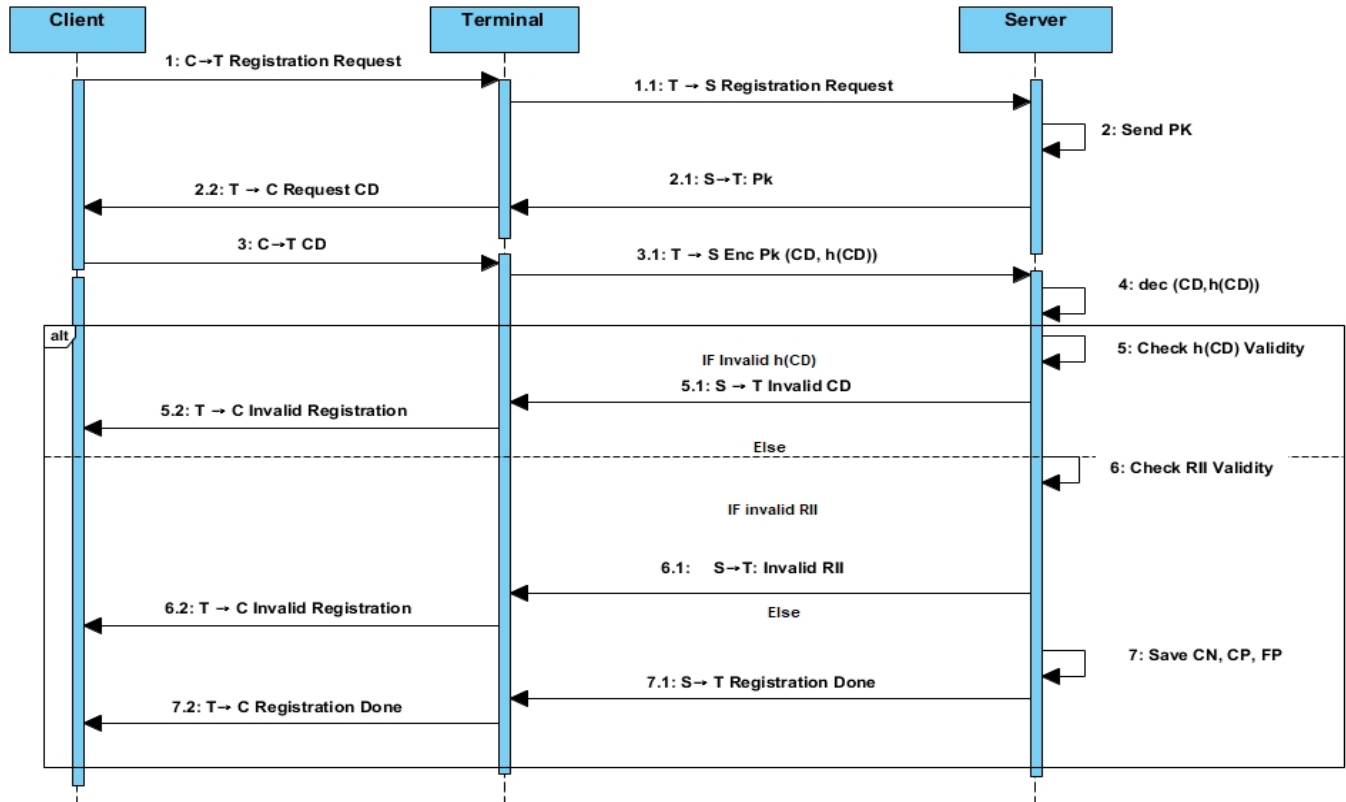 Client
Terminal
Server
1: C→T Registration Request
1.1: T → S Registration Request
2: Send PK
2.1: S→T: Pk
2.2: T → C Request CD
3: C→T CD
3.1: T → S Enc Pk (CD, h(CD))
4: dec (CD,h(CD))
alt
5: Check h(CD) Validity
IF Invalid h(CD)
5.1: S → T Invalid CD
5.2: T → C Invalid Registration
Else
6: Check RII Validity
IF invalid RII
6.1: S→T: Invalid RII
6.2: T → C Invalid Registration
Else
7: Save CN, CP, FP
7.1: S→ T Registration Done
7.2: T→ C Registration Done